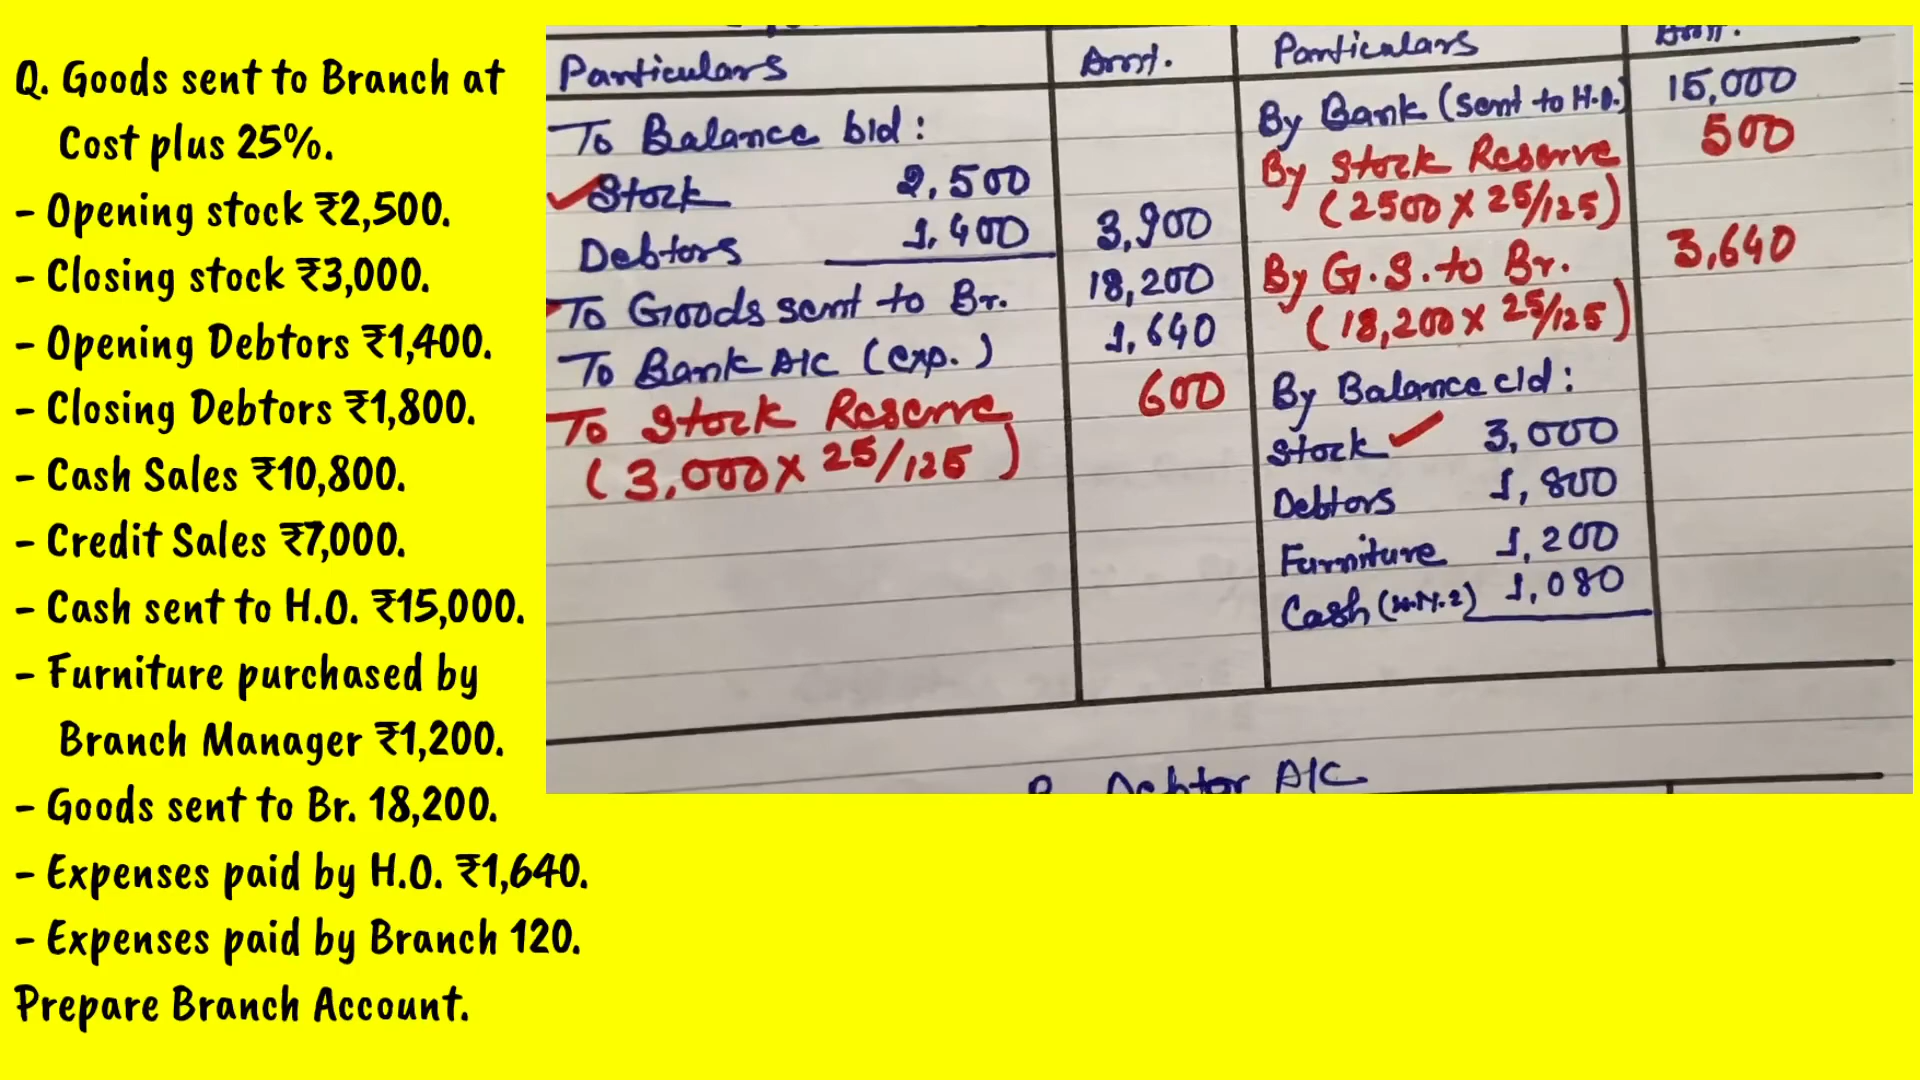 Q. Goods sent to Branch at
Cost plus 25%.
- Opening stock ₹2,500.
- Closing stock ₹3,000.
- Opening Debtors ₹1,400.
- Closing Debtors ₹1,800.
- Cash Sales ₹10,800.
- Credit Sales ₹7,000.
- Cash sent to H.O. ₹15,000.
- Furniture purchased by
Branch Manager ₹1,200.
- Goods sent to Br. 18,200.
- Expenses paid by H.O. ₹1,640.
- Expenses paid by Branch 120.
Prepare Branch Account.
Particulars Amt. Particulars Amt.
To Balance b/d:
Stock 2,500
Debtors 1,400 3,900
To Goods sent to Br. 18,200
To Bank A/C (exp.) 1,640
To Stock Reserve 600
(3,000 x 25/125)
By Bank (sent to H.O.) 15,000
By Stock Reserve 500
(2500 x 25/125)
By G.S. to Br. 3,640
(18,200 x 25/125)
By Balance c/d:
Stock 3,000
Debtors 1,800
Furniture 1,200
Cash (W.N.2) 1,080
Debtor A/C